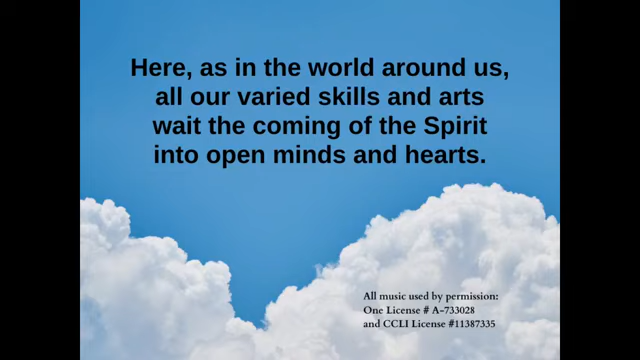 Here, as in the world around us,
all our varied skills and arts
wait the coming of the Spirit
into open minds and hearts.
All music used by permission:
One License # A-733028
and CCLI License #11387335